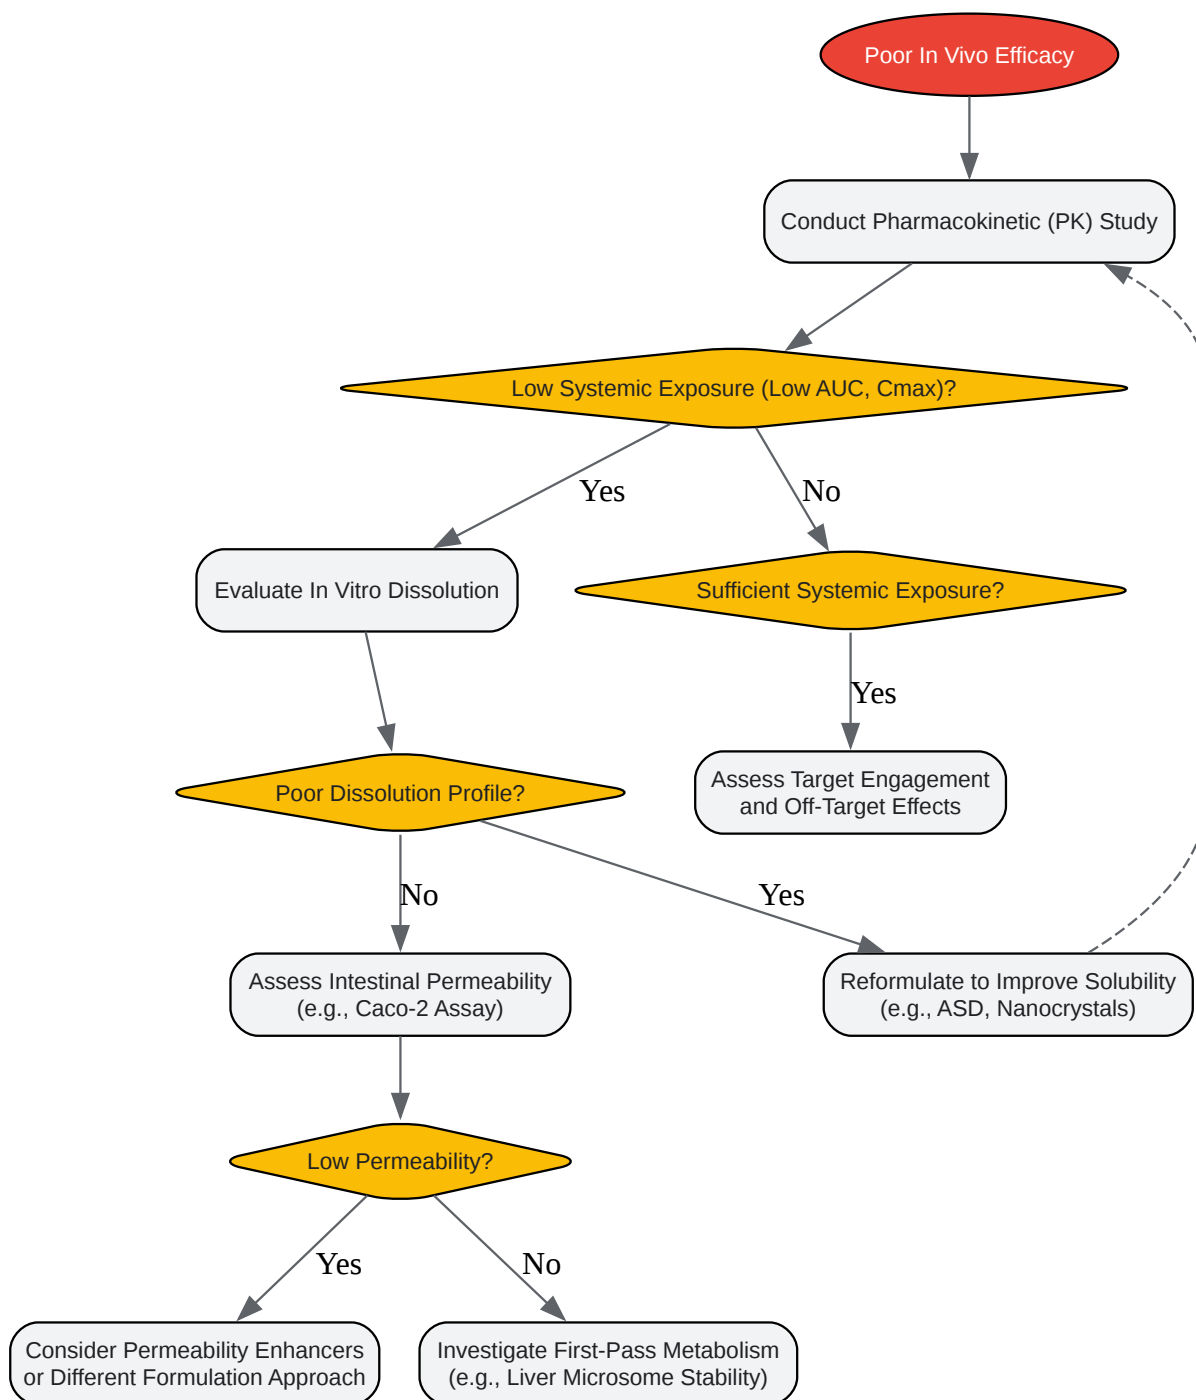 Poor In Vivo Efficacy
Conduct Pharmacokinetic (PK) Study
Low Systemic Exposure (Low AUC, Cmax)?
Yes
No
Evaluate In Vitro Dissolution
Sufficient Systemic Exposure?
Yes
Poor Dissolution Profile?
Assess Target Engagement
and Off-Target Effects
No
Yes
Assess Intestinal Permeability
(e.g., Caco-2 Assay)
Reformulate to Improve Solubility
(e.g., ASD, Nanocrystals)
Low Permeability?
Yes
No
Consider Permeability Enhancers
or Different Formulation Approach
Investigate First-Pass Metabolism
(e.g., Liver Microsome Stability)